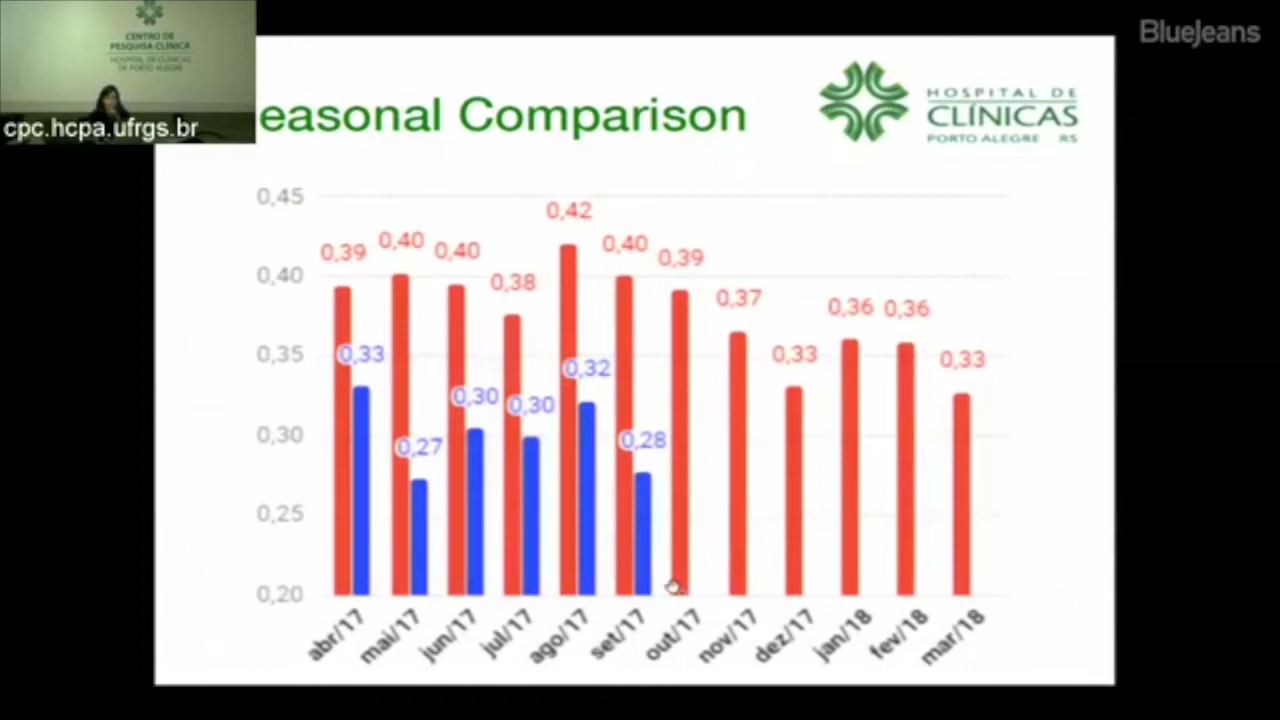 CENTRO DE
PESQUISA CLÍNICA
HOSPITAL DE CLÍNICAS
DE PORTO ALEGRE
cpc.hcpa.ufrgs.br
BlueJeans
easonal Comparison
HOSPITAL DE
CLÍNICAS
PORTO ALEGRE RS
0,45
0,40
0,35
0,30
0,25
0,20
0,39
0,40
0,40
0,38
0,42
0,40
0,39
0,37
0,33
0,36
0,36
0,33
0,33
0,27
0,30
0,30
0,32
0,28
abr/17
mai/17
jun/17
jul/17
ago/17
set/17
out/17
nov/17
dez/17
jan/18
fev/18
mar/18